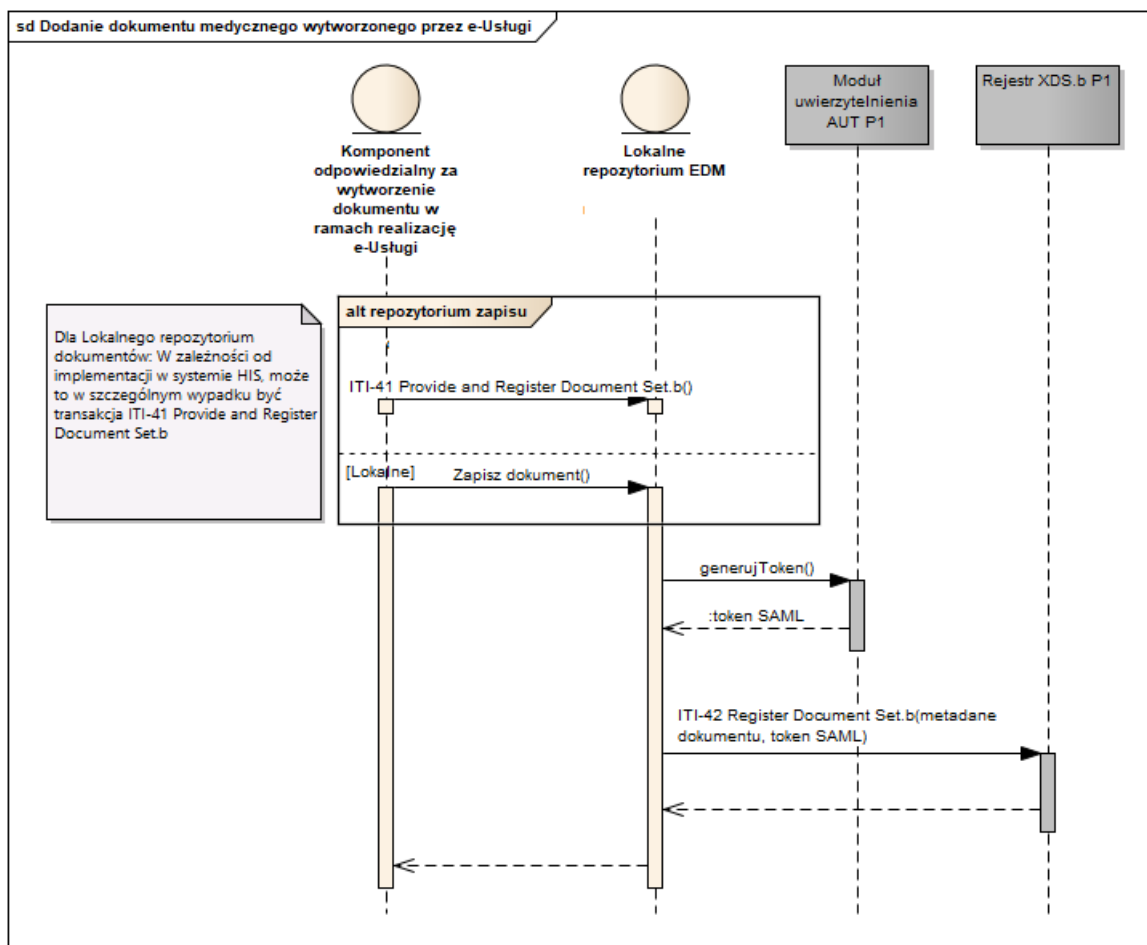 sd Dodanie dokumentu medycznego wytworzonego przez e-Usługi
Komponent
odpowiedzialny za
wytworzenie
dokumentu w
ramach realizację
e-Usługi
Lokalne
repozytorium EDM
Moduł
uwierzytelnienia
AUT P1
Rejestr XDS.b P1
Dla Lokalnego repozytorium
dokumentów: W zależności od
implementacji w systemie HIS, może
to w szczególnym wypadku być
transakcja ITI-41 Provide and Register
Document Set.b
alt repozytorium zapisu
ITI-41 Provide and Register Document Set.b()
[Lokalne]
Zapisz dokument()
generujToken()
:token SAML
ITI-42 Register Document Set.b(metadane
dokumentu, token SAML)